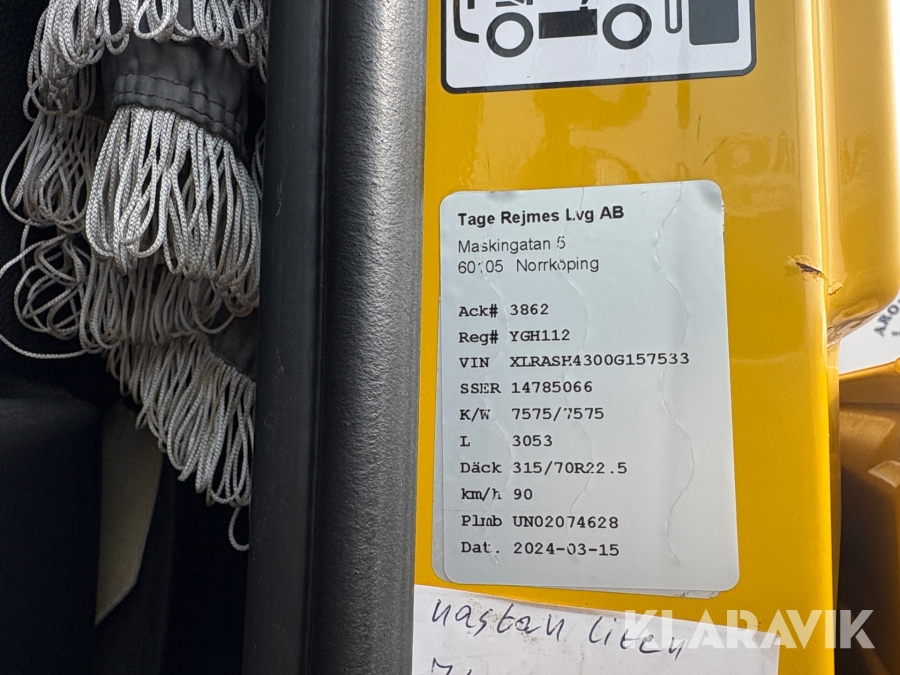 Tage Rejmes Lvg AB
Maskingatan 5
60105 Norrköping
Ack# 3862
Reg# YGH112
VIN XLRASH4300G157533
SSER 14785066
K/W 7575/7575
L 3053
Däck 315/70R22.5
km/h 90
Plmb UN02074628
Dat. 2024-03-15
nästan liten
KLARAVIK